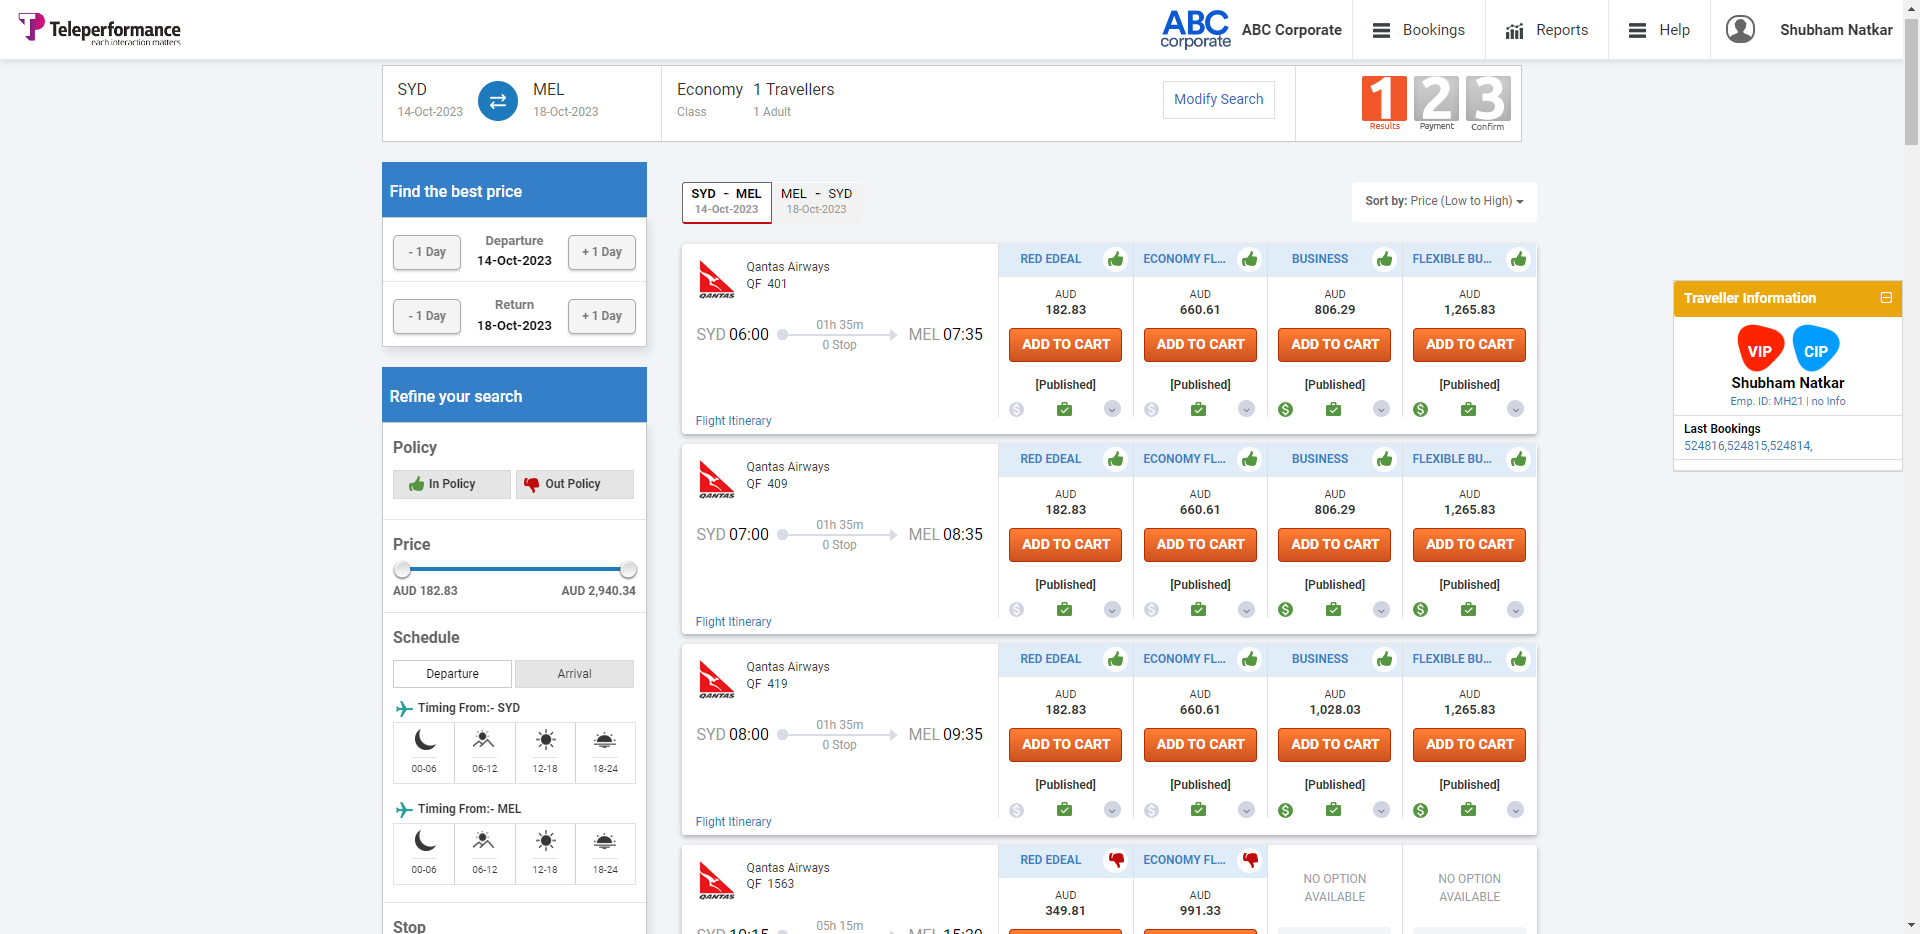 Teleperformance
each interaction matters
ABC
corporate
ABC Corporate
Bookings
Reports
Help
Shubham Natkar
SYD
14-Oct-2023
MEL
18-Oct-2023
Economy
Class
1 Travellers
1 Adult
Modify Search
1
Results
2
Payment
3
Confirm
Find the best price
- 1 Day
Departure
14-Oct-2023
+ 1 Day
- 1 Day
Return
18-Oct-2023
+ 1 Day
Refine your search
Policy
In Policy
Out Policy
Price
AUD 182.83
AUD 2,940.34
Schedule
Departure
Arrival
Timing From:- SYD
00-06
06-12
12-18
18-24
Timing From:- MEL
00-06
06-12
12-18
18-24
Stop
SYD - MEL
14-Oct-2023
MEL - SYD
18-Oct-2023
Sort by: Price (Low to High)
QANTAS
Qantas Airways
QF 401
SYD 06:00
01h 35m
0 Stop
MEL 07:35
Flight Itinerary
RED EDEAL
AUD
182.83
ADD TO CART
[Published]
ECONOMY FL...
AUD
660.61
ADD TO CART
[Published]
BUSINESS
AUD
806.29
ADD TO CART
[Published]
FLEXIBLE BU...
AUD
1,265.83
ADD TO CART
[Published]
QANTAS
Qantas Airways
QF 409
SYD 07:00
01h 35m
0 Stop
MEL 08:35
Flight Itinerary
RED EDEAL
AUD
182.83
ADD TO CART
[Published]
ECONOMY FL...
AUD
660.61
ADD TO CART
[Published]
BUSINESS
AUD
806.29
ADD TO CART
[Published]
FLEXIBLE BU...
AUD
1,265.83
ADD TO CART
[Published]
QANTAS
Qantas Airways
QF 419
SYD 08:00
01h 35m
0 Stop
MEL 09:35
Flight Itinerary
RED EDEAL
AUD
182.83
ADD TO CART
[Published]
ECONOMY FL...
AUD
660.61
ADD TO CART
[Published]
BUSINESS
AUD
1,028.03
ADD TO CART
[Published]
FLEXIBLE BU...
AUD
1,265.83
ADD TO CART
[Published]
QANTAS
Qantas Airways
QF 1563
05h 15m
RED EDEAL
AUD
349.81
ECONOMY FL...
AUD
991.33
NO OPTION
AVAILABLE
NO OPTION
AVAILABLE
Traveller Information
VIP
CIP
Shubham Natkar
Emp. ID: MH21 | no Info
Last Bookings
524816,524815,524814,